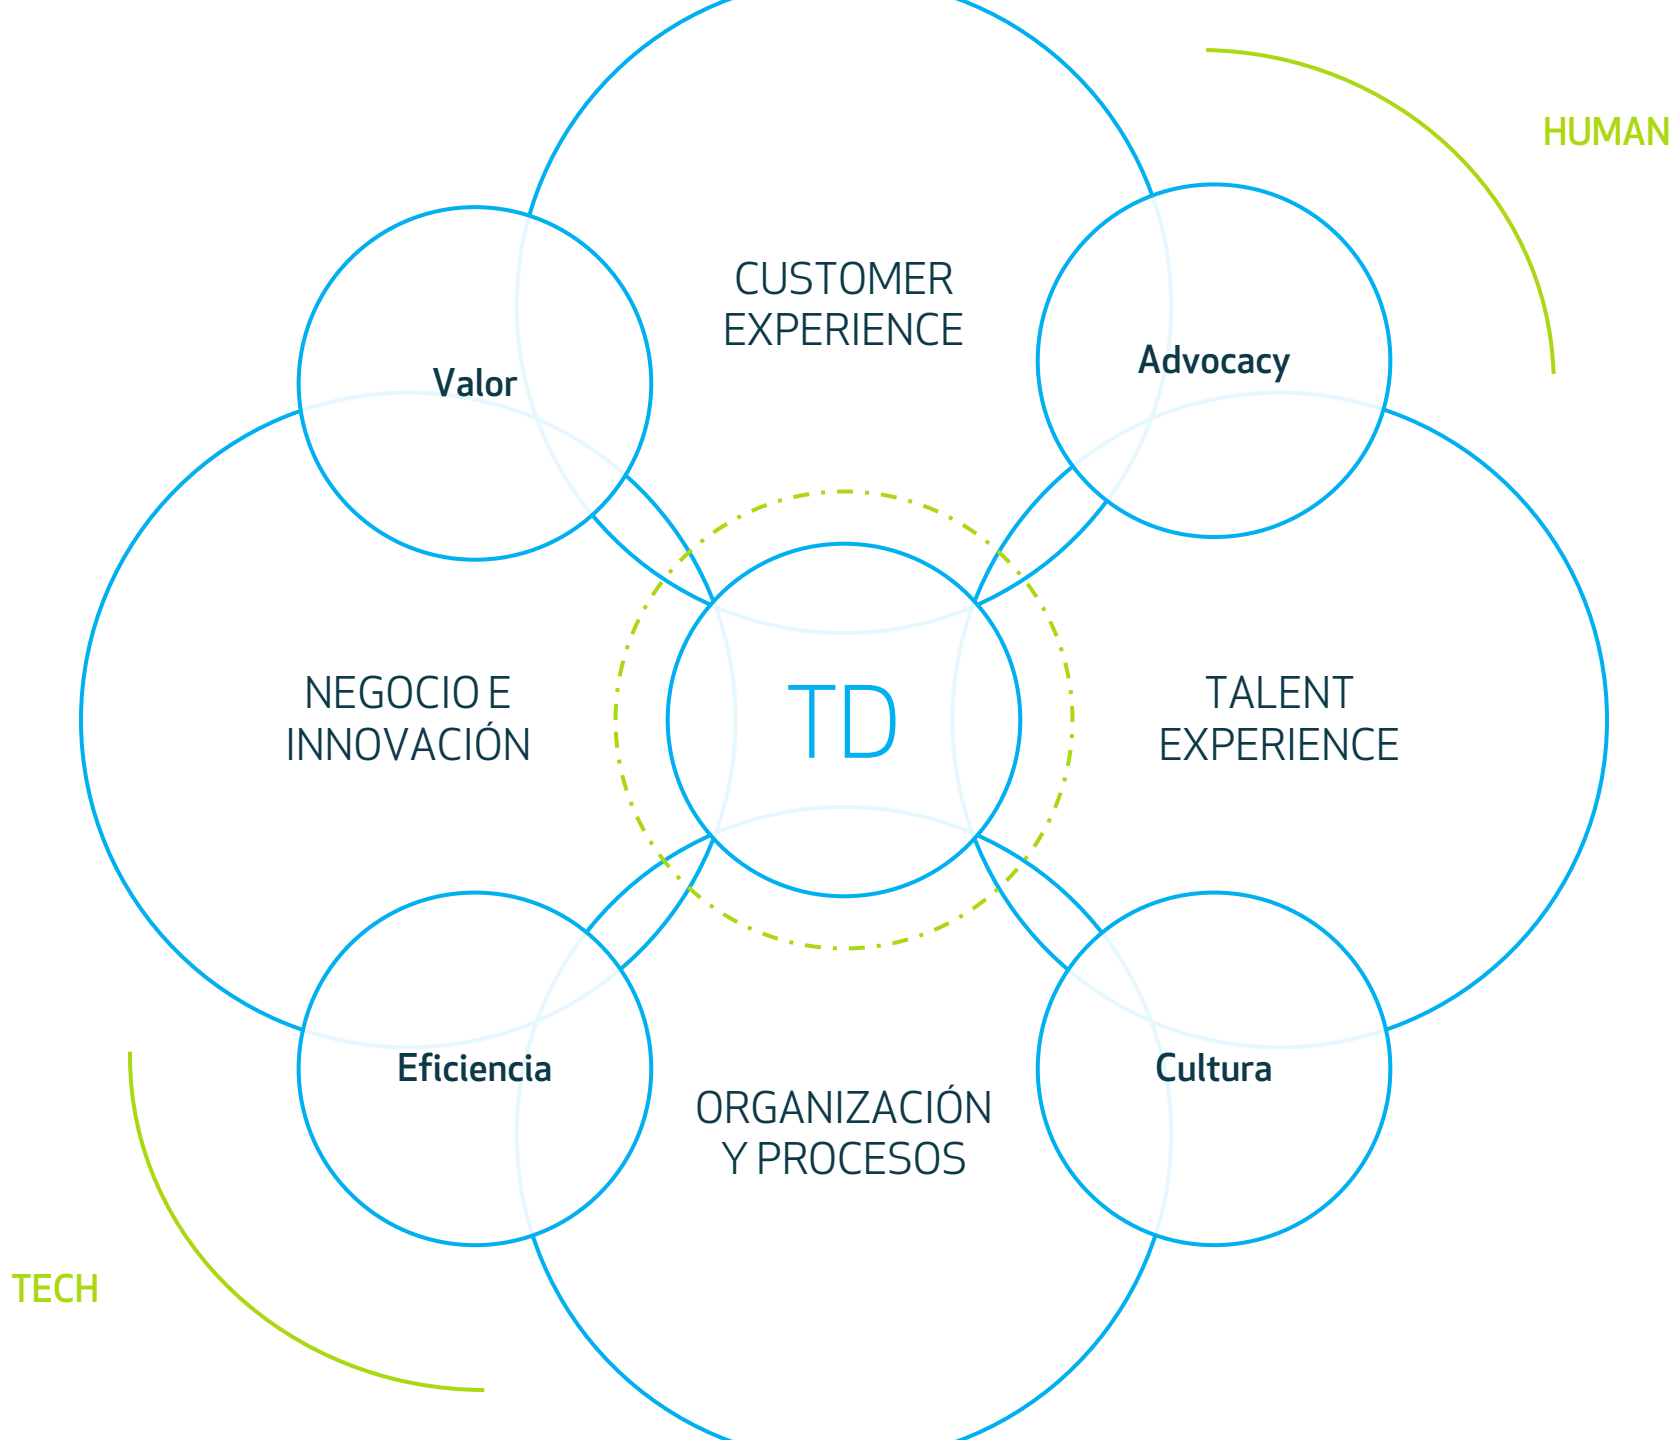 HUMAN
CUSTOMER
EXPERIENCE
Valor
Advocacy
NEGOCIO E
INNOVACIÓN
TD
TALENT
EXPERIENCE
Eficiencia
Cultura
ORGANIZACIÓN
Y PROCESOS
TECH